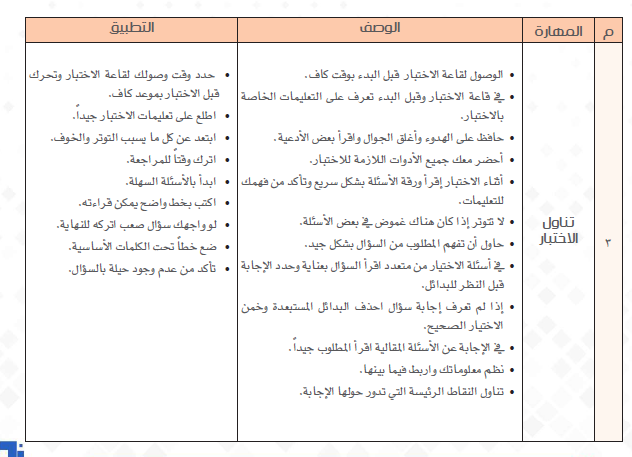 م
المهارة
الوصف
التطبيق
٣
تناول
الاختبار
• الوصول لقاعة الاختبار قبل البدء بوقت كاف.
• في قاعة الاختبار وقبل البدء تعرف على التعليمات الخاصة
بالاختبار.
• حافظ على الهدوء وأغلق الجوال واقرأ بعض الأدعية.
• أحضر معك جميع الأدوات اللازمة للاختبار.
• أثناء الاختبار إقرأ ورقة الأسئلة بشكل سريع وتأكد من فهمك
للتعليمات.
• لا تتوتر إذا كان هناك غموض في بعض الأسئلة.
• حاول أن تفهم المطلوب من السؤال بشكل جيد.
• في أسئلة الاختيار من متعدد اقرأ السؤال بعناية وحدد الإجابة
قبل النظر للبدائل.
• إذا لم تعرف إجابة سؤال احذف البدائل المستبعدة وخمن
الاختيار الصحيح.
• في الإجابة عن الأسئلة المقالية اقرأ المطلوب جيداً.
• نظم معلوماتك واربط فيما بينها.
• تناول النقاط الرئيسة التي تدور حولها الإجابة.
• حدد وقت وصولك لقاعة الاختبار وتحرك
قبل الاختبار بموعد كاف.
• اطلع على تعليمات الاختبار جيداً.
• ابتعد عن كل ما يسبب التوتر والخوف.
• اترك وقتاً للمراجعة.
• ابدأ بالأسئلة السهلة.
• اكتب بخط واضح يمكن قراءته.
• لو واجهك سؤال صعب اتركه للنهاية.
• ضع خطاً تحت الكلمات الأساسية.
• تأكد من عدم وجود حيلة بالسؤال.